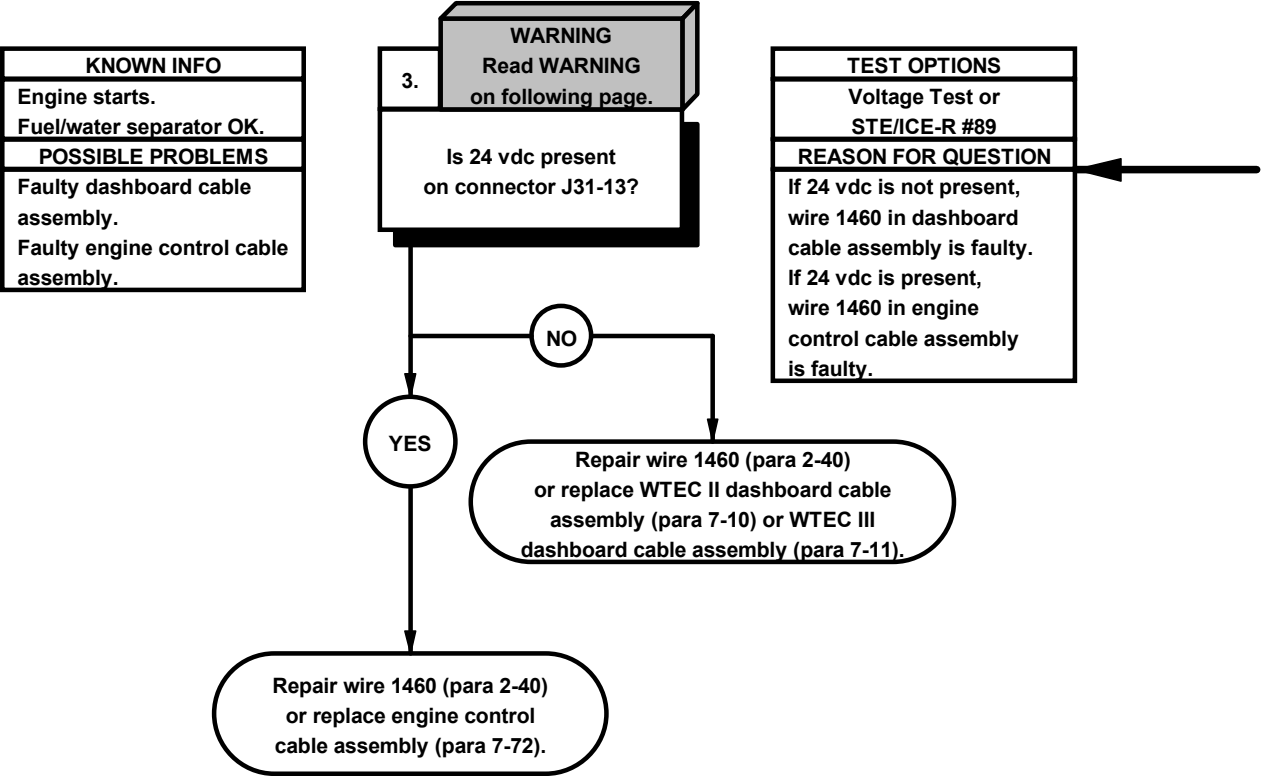 KNOWN INFO
Engine starts.
Fuel/water separator OK.
POSSIBLE PROBLEMS
Faulty dashboard cable
assembly.
Faulty engine control cable
assembly.
3.
WARNING
Read WARNING
on following page.
Is 24 vdc present
on connector J31-13?
TEST OPTIONS
Voltage Test or
STE/ICE-R #89
REASON FOR QUESTION
If 24 vdc is not present,
wire 1460 in dashboard
cable assembly is faulty.
If 24 vdc is present,
wire 1460 in engine
control cable assembly
is faulty.
NO
YES
Repair wire 1460 (para 2-40)
or replace WTEC II dashboard cable
assembly (para 7-10) or WTEC III
dashboard cable assembly (para 7-11).
Repair wire 1460 (para 2-40)
or replace engine control
cable assembly (para 7-72).